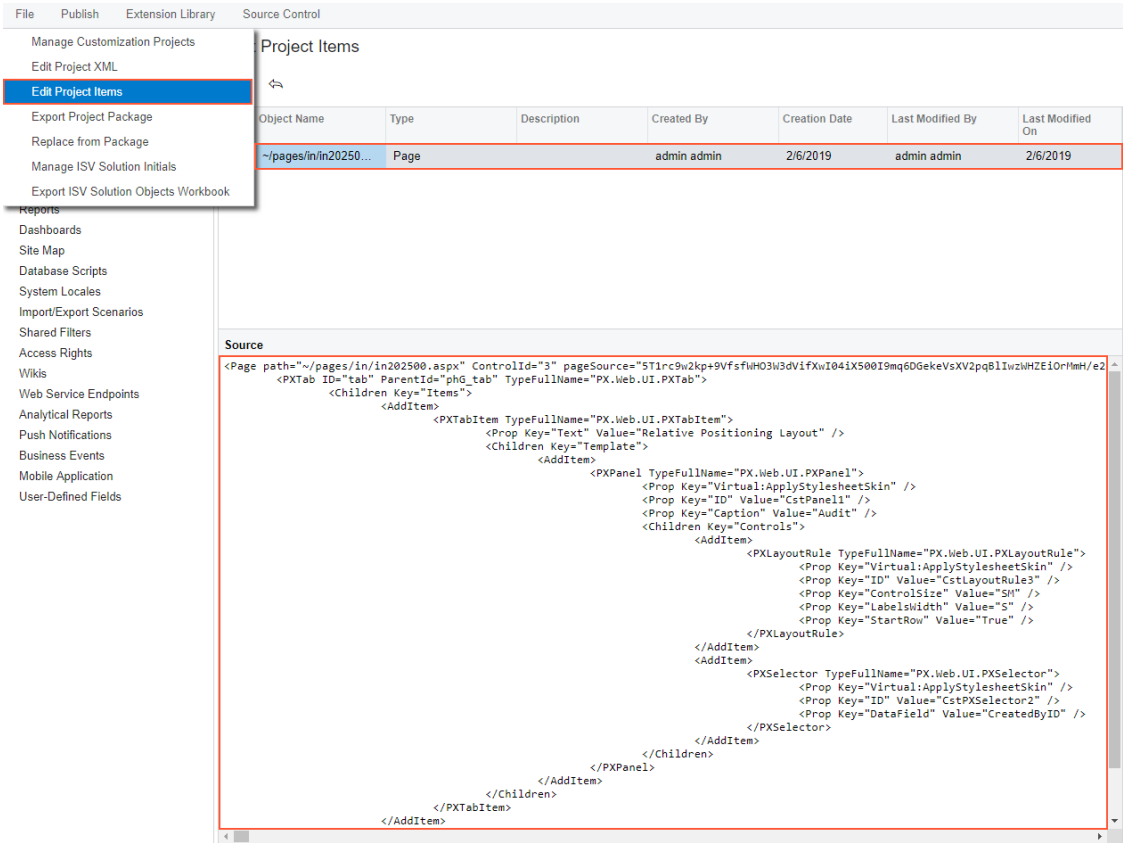 File Publish Extension Library Source Control
Manage Customization Projects
Edit Project XML
Edit Project Items
Export Project Package
Replace from Package
Manage ISV Solution Initials
Export ISV Solution Objects Workbook
Project Items
Object Name Type Description Created By Creation Date Last Modified By Last Modified On
~/pages/in/in20250... Page admin admin 2/6/2019 admin admin 2/6/2019
Reports
Dashboards
Site Map
Database Scripts
System Locales
Import/Export Scenarios
Shared Filters
Access Rights
Wikis
Web Service Endpoints
Analytical Reports
Push Notifications
Business Events
Mobile Application
User-Defined Fields
Source
<Page path="~/pages/in/in202500.aspx" ControlId="3" pageSource="5T1rc9w2kp+9VfsfWHO3W3dVifXwI04iX500I9mq6DGekeVsXV2pqBlIwzWHZEiOrMmH/e2
<PXTab ID="tab" ParentId="phG_tab" TypeFullName="PX.Web.UI.PXTab">
<Children Key="Items">
<AddItem>
<PXTabItem TypeFullName="PX.Web.UI.PXTabItem">
<Prop Key="Text" Value="Relative Positioning Layout" />
<Children Key="Template">
<AddItem>
<PXPanel TypeFullName="PX.Web.UI.PXPanel">
<Prop Key="Virtual:ApplyStylesheetSkin" />
<Prop Key="ID" Value="CstPanel1" />
<Prop Key="Caption" Value="Audit" />
<Children Key="Controls">
<AddItem>
<PXLayoutRule TypeFullName="PX.Web.UI.PXLayoutRule">
<Prop Key="Virtual:ApplyStylesheetSkin" />
<Prop Key="ID" Value="CstLayoutRule3" />
<Prop Key="ControlSize" Value="SM" />
<Prop Key="LabelsWidth" Value="S" />
<Prop Key="StartRow" Value="True" />
</PXLayoutRule>
</AddItem>
<AddItem>
<PXSelector TypeFullName="PX.Web.UI.PXSelector">
<Prop Key="Virtual:ApplyStylesheetSkin" />
<Prop Key="ID" Value="CstPXSelector2" />
<Prop Key="DataField" Value="CreatedByID" />
</PXSelector>
</AddItem>
</Children>
</PXPanel>
</AddItem>
</Children>
</PXTabItem>
</AddItem>